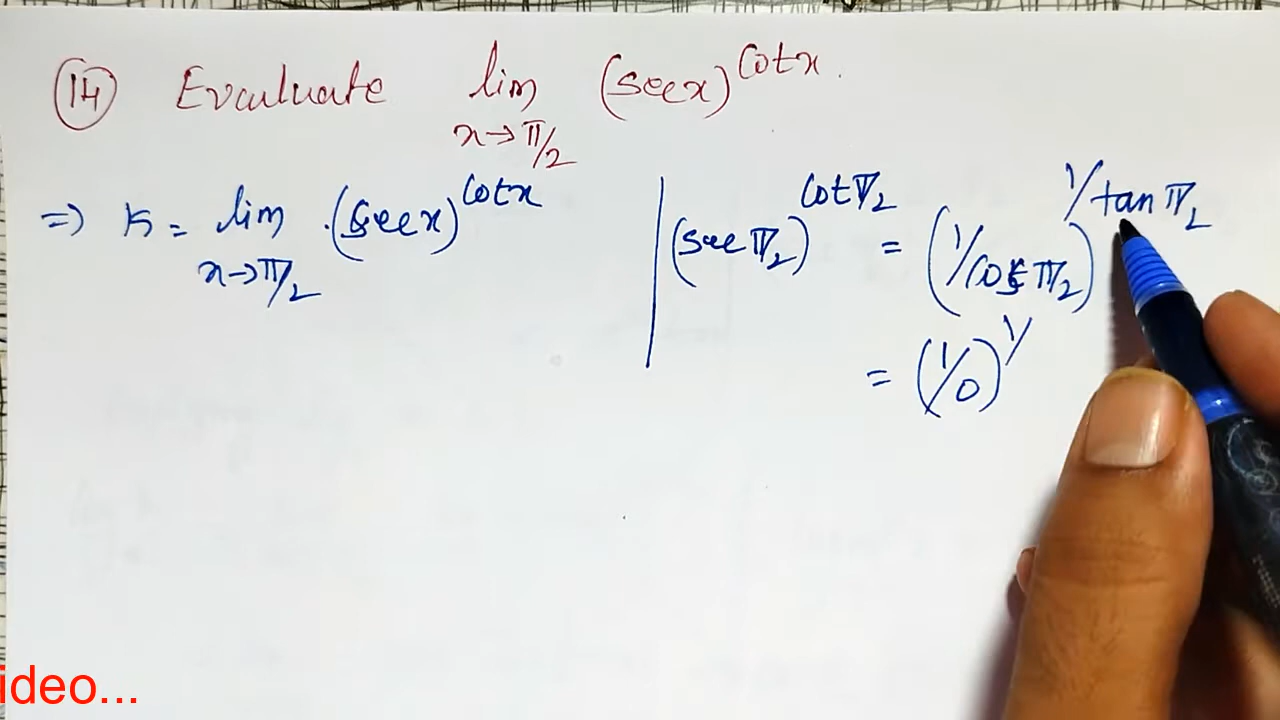 14 Evaluate lim (secx)^cotx.
x→π/2
⇒ K = lim .(secx)^cotx
x→π/2
(sec π/2)^cot π/2 = (1/cos π/2)^1/tan π/2
= (1/0)^1/
ideo...